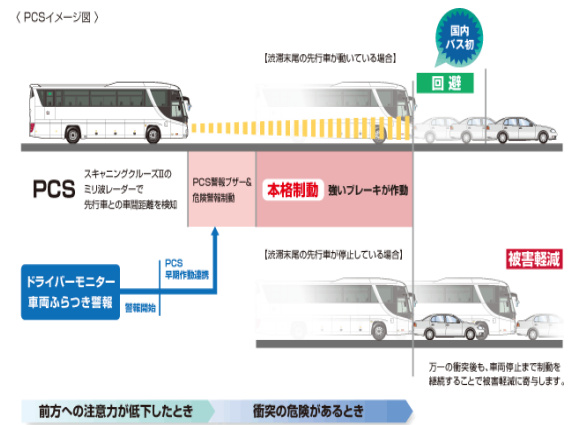 〈 PCSイメージ図 〉
国内
バス初
【渋滞末尾の先行車が動いている場合】
回 避
PCS
スキャニングクルーズⅡの
ミリ波レーダーで
先行車との車間距離を検知
PCS警報ブザー&
危険警報制動
本格制動 強いブレーキが作動
【渋滞末尾の先行車が停止している場合】
被害軽減
PCS
早期作動連携
ドライバーモニター
車両ふらつき警報
警報開始
万一の衝突後も、車両停止まで制動を
継続することで被害軽減に寄与します。
前方への注意力が低下したとき
衝突の危険があるとき